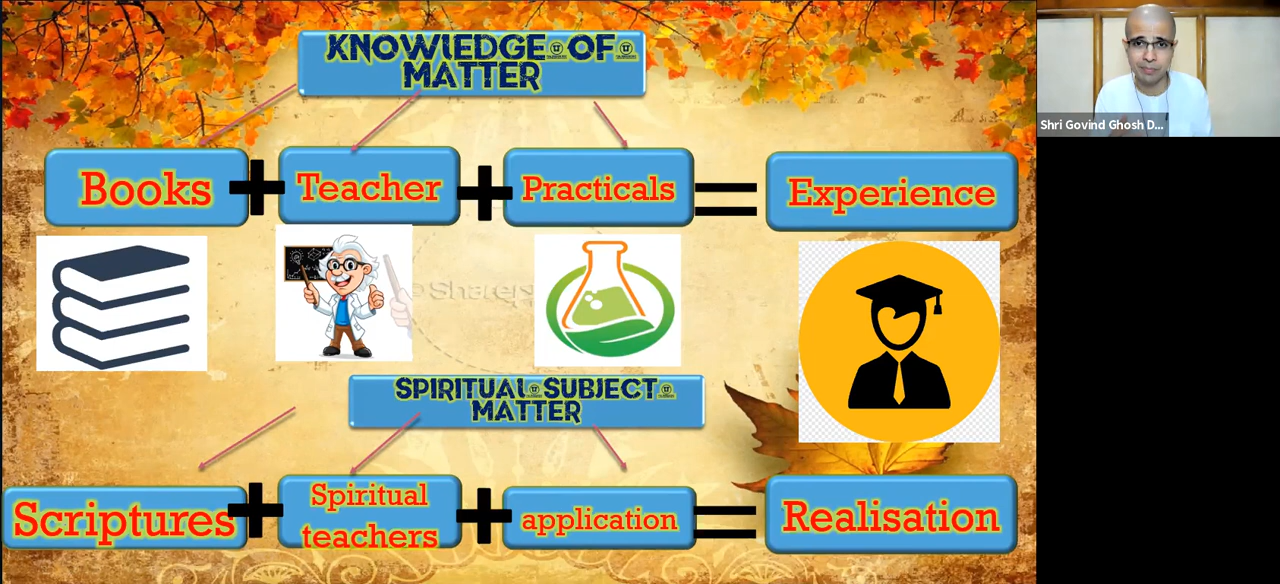 KNOWLEDGE OF
MATTER
Shri Govind Ghosh D...
Books
Teacher
Practicals
Experience
SPIRITUAL SUBJECT
MATTER
Scriptures
Spiritual
teachers
application
Realisation